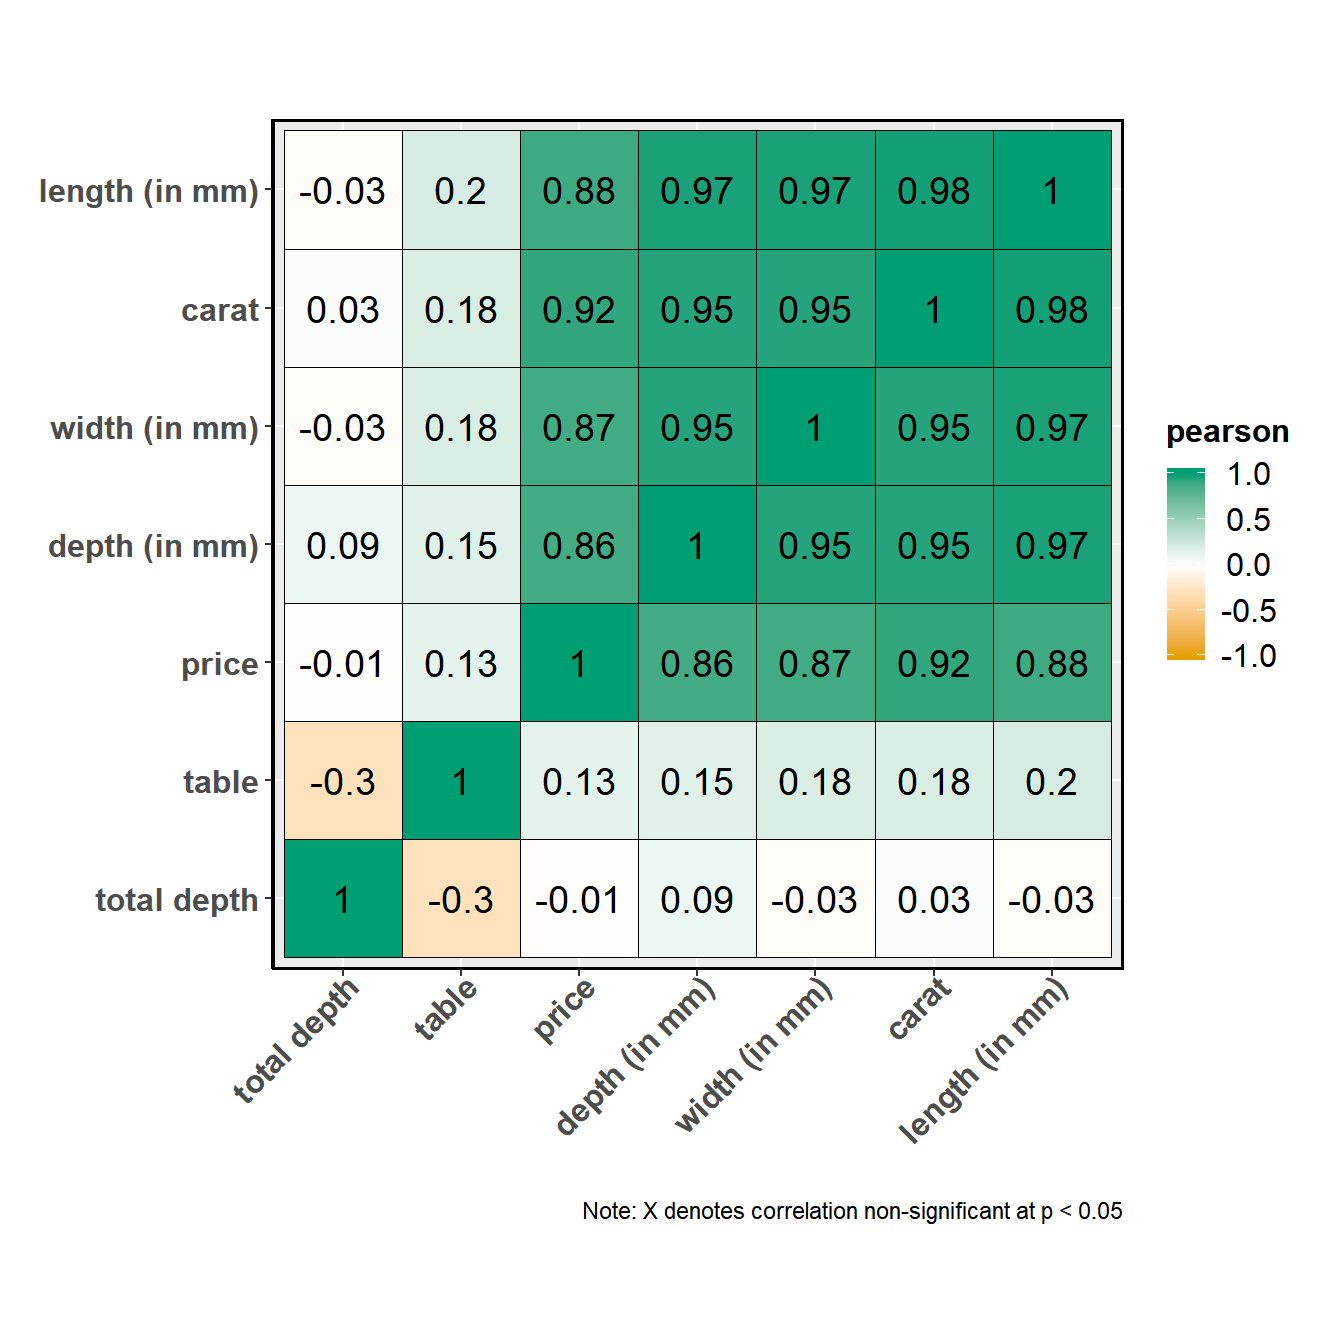 length (in mm) -0.03 0.2 0.88 0.97 0.97 0.98 1
carat 0.03 0.18 0.92 0.95 0.95 1 0.98
width (in mm) -0.03 0.18 0.87 0.95 1 0.95 0.97
depth (in mm) 0.09 0.15 0.86 1 0.95 0.95 0.97
price -0.01 0.13 1 0.86 0.87 0.92 0.88
table -0.3 1 0.13 0.15 0.18 0.18 0.2
total depth 1 -0.3 -0.01 0.09 -0.03 0.03 -0.03
total depth table price depth (in mm) width (in mm) carat length (in mm)
pearson
1.0
0.5
0.0
-0.5
-1.0
Note: X denotes correlation non-significant at p < 0.05